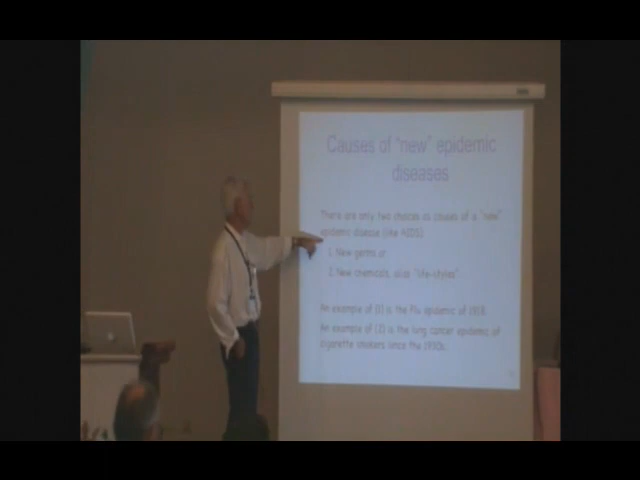 Causes of "new" epidemic
diseases
There are only two choices as causes of a "new"
epidemic disease (like AIDS):
1. New germs or
2. New chemicals, alias "life-styles".
An example of (1) is the Flu epidemic of 1918.
An example of (2) is the lung cancer epidemic of
cigarette smokers since the 1950s.